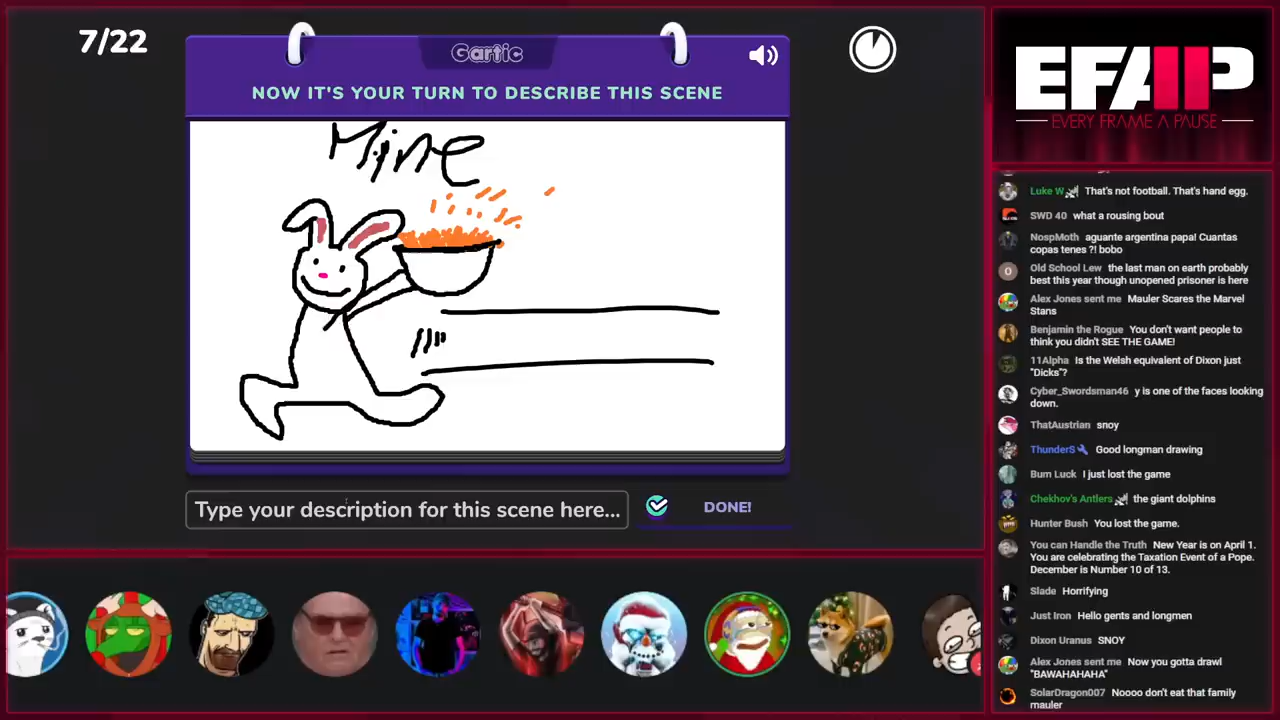 7/22
Gartic
NOW IT'S YOUR TURN TO DESCRIBE THIS SCENE
Mine
Type your description for this scene here...
DONE!
EFAP
EVERY FRAME A PAUSE
Luke W That's not football. That's hand egg.
SWD 40 what a rousing bout
NospMoth aguante argentina papa! Cuantas
copas tenes ?! bobo
Old School Lew the last man on earth probably
best this year though unopened prisoner is here
Alex Jones sent me Mauler Scares the Marvel
Stans
Benjamin the Rogue You don't want people to
think you didn't SEE THE GAME!
11Alpha Is the Welsh equivalent of Dixon just
"Dicks"?
Cyber_Swordsman46 y is one of the faces looking
down.
ThatAustrian snoy
ThunderS Good longman drawing
Bum Luck I just lost the game
Chekhov's Antlers the giant dolphins
Hunter Bush You lost the game.
You can Handle the Truth New Year is on April 1.
You are celebrating the Taxation Event of a Pope.
December is Number 10 of 13.
Slade Horrifying
Just Iron Hello gents and longmen
Dixon Uranus SNOY
Alex Jones sent me Now you gotta drawl
"BAWAHAHAHA"
SolarDragon007 Noooo don't eat that family
mauler